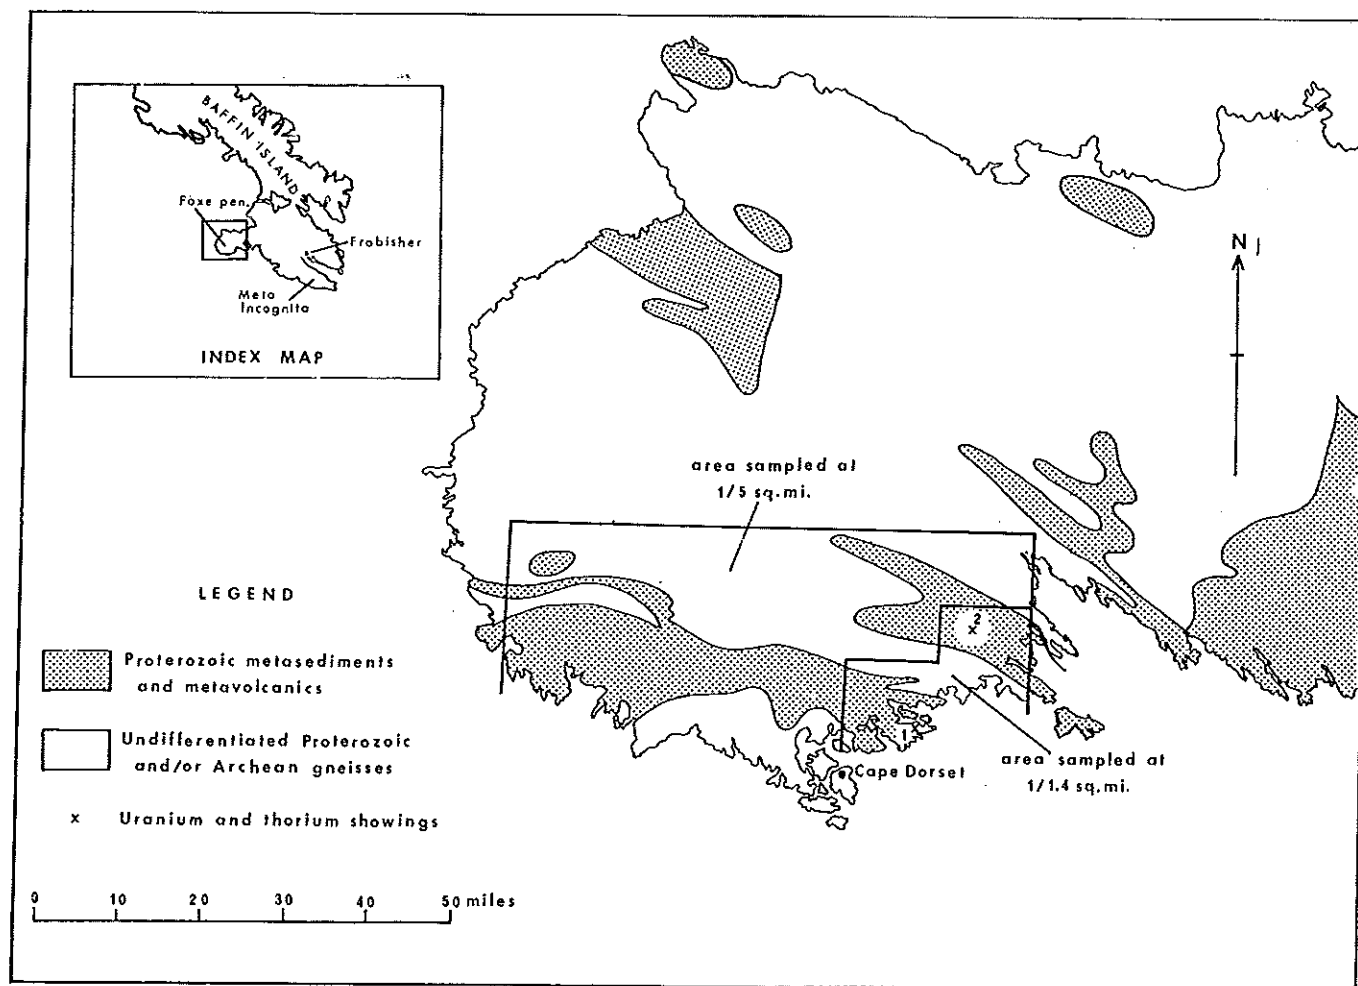 BAFFIN ISLAND
Foxe pen.
Frobisher
Meta
Incognita
INDEX MAP
N
area sampled at
1/5 sq.mi.
LEGEND
Proterozoic metasediments
and metavolcanics
Undifferentiated Proterozoic
and/or Archean gneisses
x Uranium and thorium showings
x 2
1
Cape Dorset
area sampled at
1/1.4 sq.mi.
0 10 20 30 40 50 miles